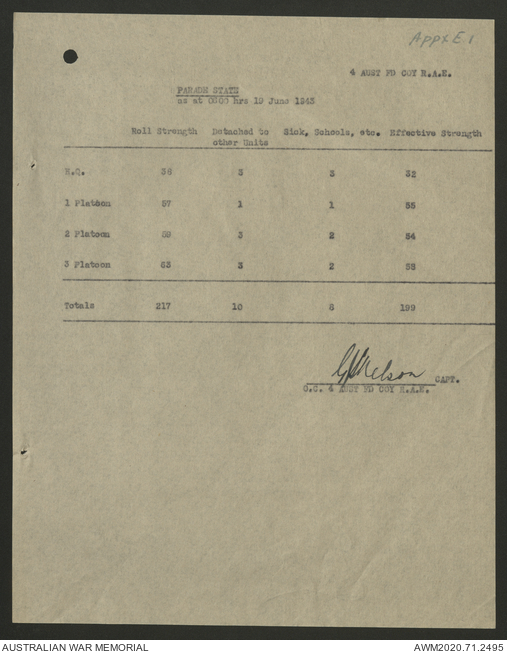 Appx E.1
4 AUST FD COY R.A.E.
PARADE STATE
as at 0600 hrs 19 June 1943
Roll Strength Detached to Sick, Schools, etc. Effective Strength
other Units
H.Q. 38 3 3 32
1 Platoon 57 1 1 55
2 Platoon 59 3 2 54
3 Platoon 63 3 2 58
Totals 217 10 8 199
CAPT.
O.C. 4 AUST FD COY R.A.E.
AUSTRALIAN WAR MEMORIAL AWM2020.71.2495